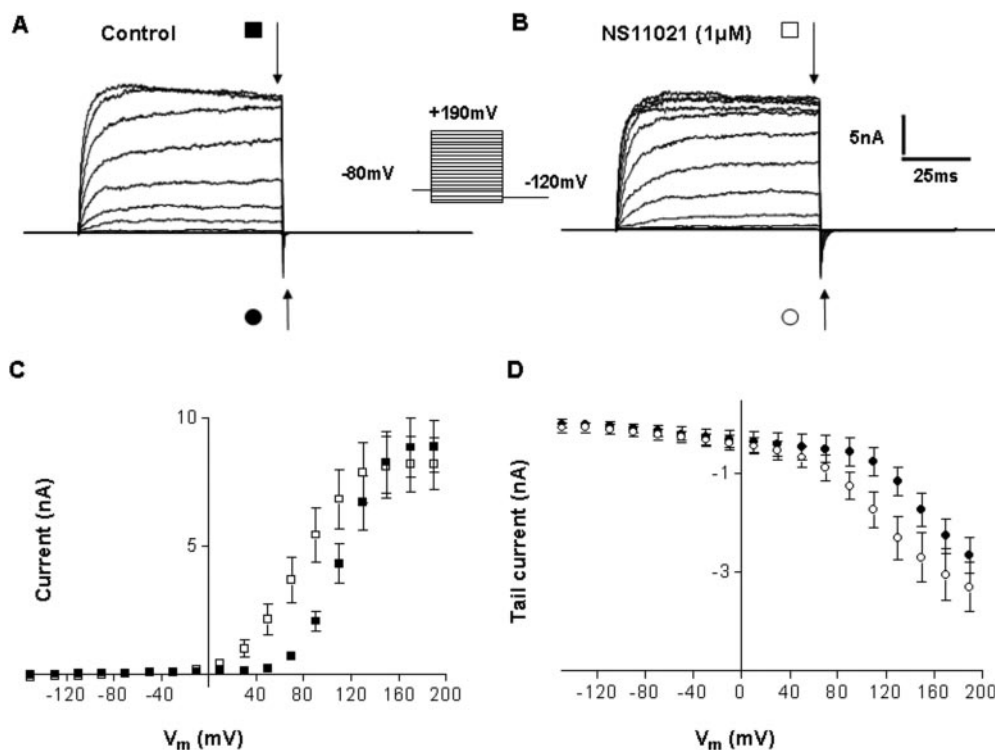 A
Control
B
NS11021 (1µM)
+190mV
-80mV
-120mV
5nA
25ms
C
10
5
Current (nA)
-120 -80 -40 0 40 80 120 160 200
Vm (mV)
D
-1
-3
Tail current (nA)
-120 -80 -40 0 40 80 120 160 200
Vm (mV)